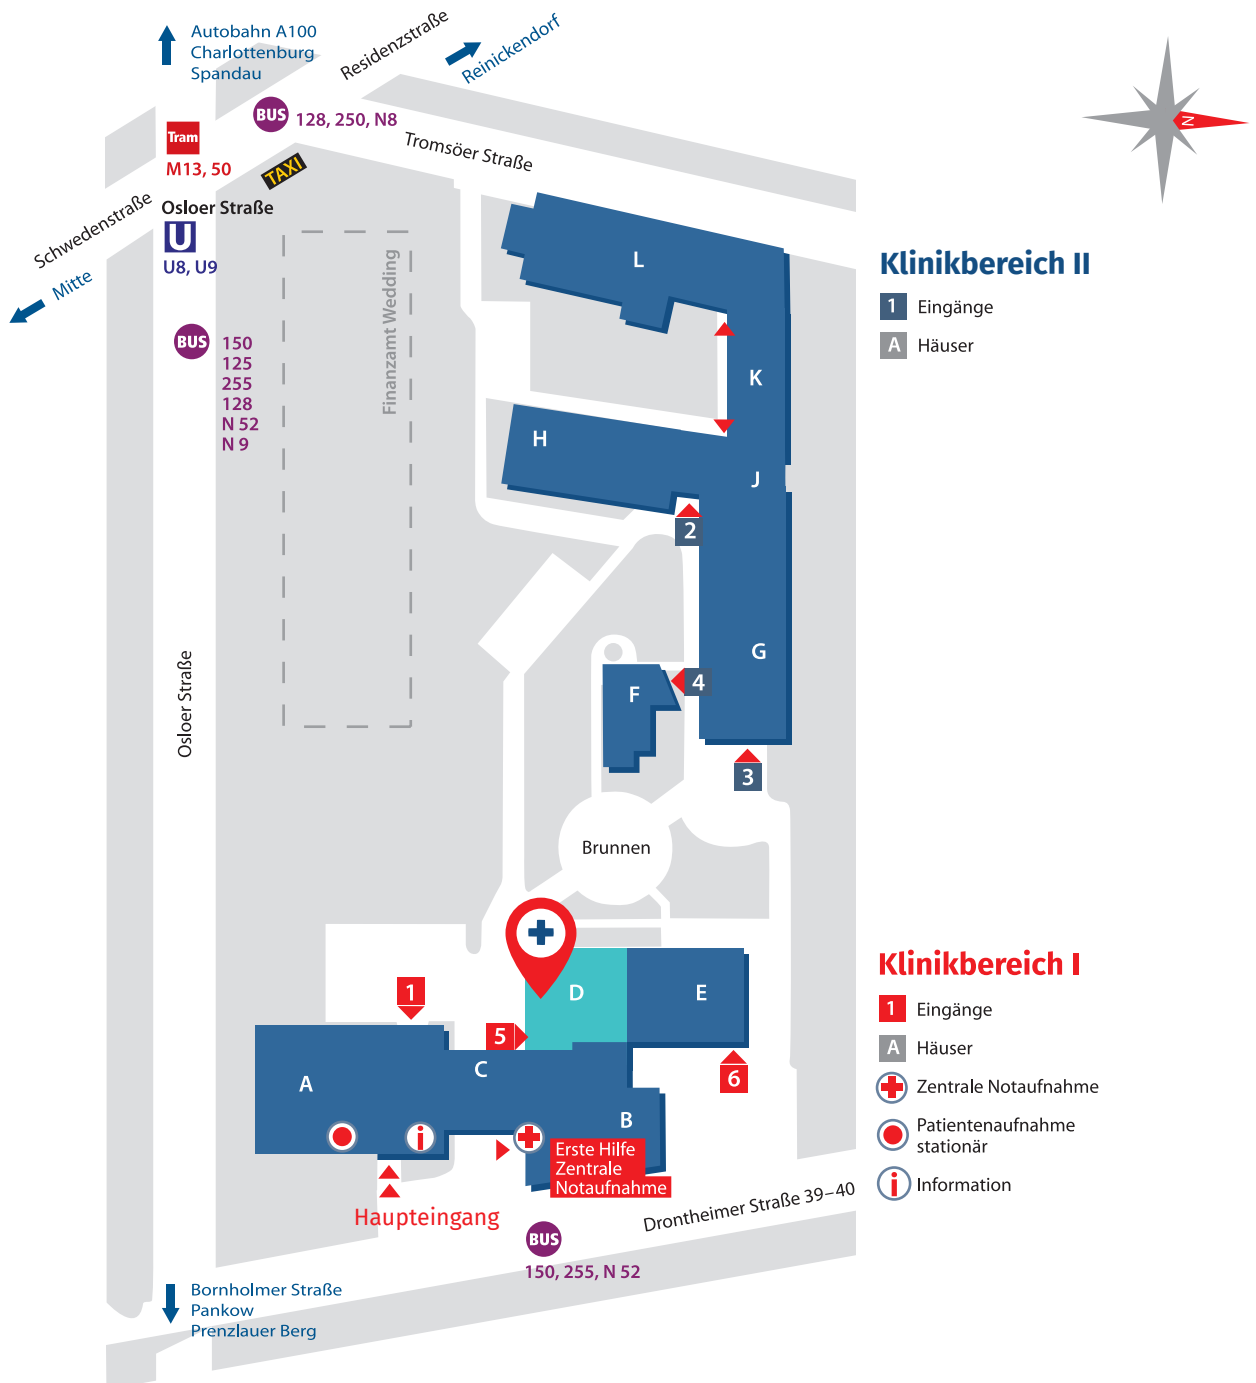 Autobahn A100
Charlottenburg
Spandau
Residenzstraße
Reinickendorf
BUS
128, 250, N8
Tram
M13, 50
TAXI
Tromsöer Straße
N
Schwedenstraße
Osloer Straße
U
U8, U9
Mitte
BUS
150
125
255
128
N 52
N 9
Finanzamt Wedding
L
K
H
J
2
G
F
4
3
Osloer Straße
Brunnen
Klinikbereich II
1 Eingänge
A Häuser
D
E
1
5
C
A
6
B
i
Erste Hilfe
Zentrale
Notaufnahme
Haupteingang
Drontheimer Straße 39–40
BUS
150, 255, N 52
Bornholmer Straße
Pankow
Prenzlauer Berg
Klinikbereich I
1 Eingänge
A Häuser
Zentrale Notaufnahme
Patientenaufnahme
stationär
i Information